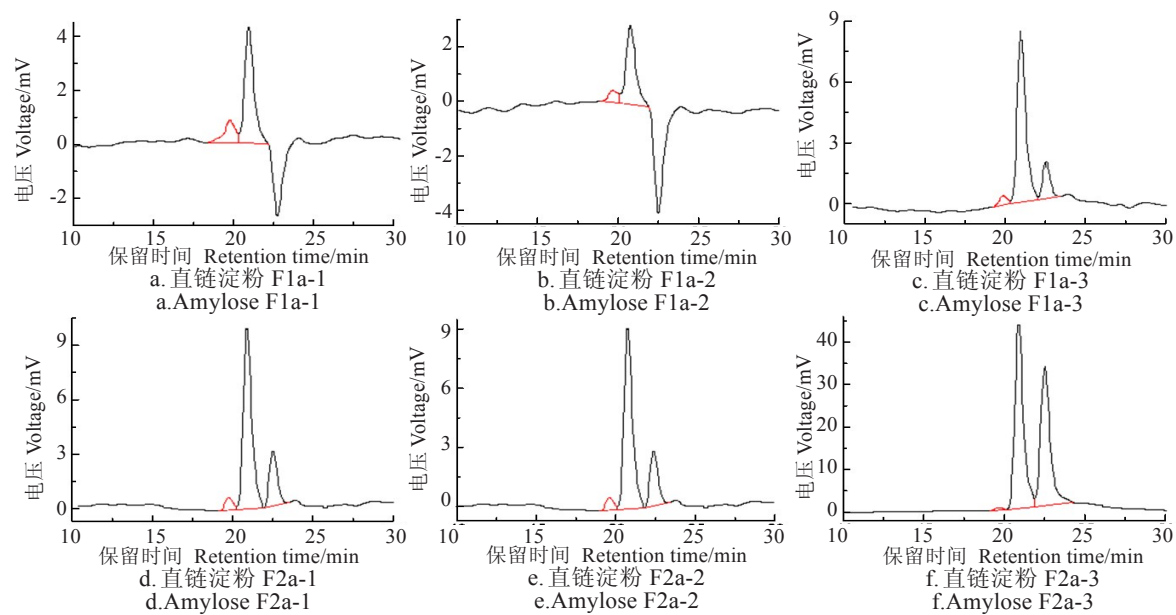 电压 Voltage/mV
4
2
0
-2
10 15 20 25 30
保留时间 Retention time/min
a.直链淀粉 F1a-1
a.Amylose F1a-1
电压 Voltage/mV
2
0
-2
-4
10 15 20 25 30
保留时间 Retention time/min
b.直链淀粉 F1a-2
b.Amylose F1a-2
电压 Voltage/mV
9
6
3
0
10 15 20 25 30
保留时间 Retention time/min
c.直链淀粉 F1a-3
c.Amylose F1a-3
电压 Voltage/mV
9
6
3
0
10 15 20 25 30
保留时间 Retention time/min
d.直链淀粉 F2a-1
d.Amylose F2a-1
电压 Voltage/mV
9
6
3
0
10 15 20 25 30
保留时间 Retention time/min
e.直链淀粉 F2a-2
e.Amylose F2a-2
电压 Voltage/mV
40
30
20
10
0
10 15 20 25 30
保留时间 Retention time/min
f.直链淀粉 F2a-3
f.Amylose F2a-3